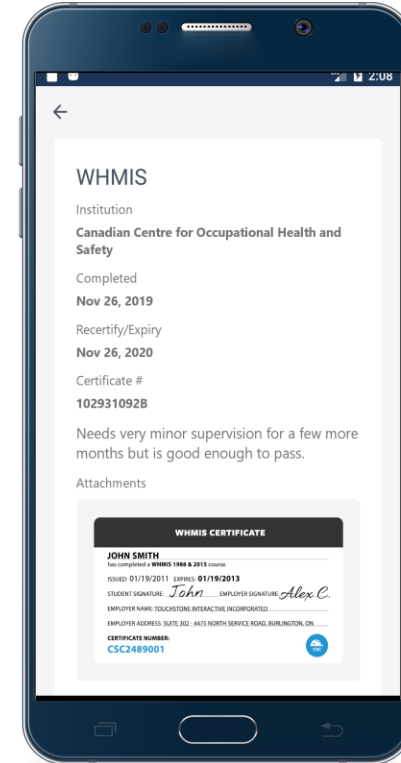 2:08
WHMIS
Institution
Canadian Centre for Occupational Health and
Safety
Completed
Nov 26, 2019
Recertify/Expiry
Nov 26, 2020
Certificate #
102931092B
Needs very minor supervision for a few more
months but is good enough to pass.
Attachments
WHMIS CERTIFICATE
JOHN SMITH
has completed a WHMIS 1988 & 2015 course.
ISSUED: 01/19/2011 EXPIRES: 01/19/2013
STUDENT SIGNATURE: John EMPLOYER SIGNATURE: Alex C.
EMPLOYER NAME: TOUCHSTONE INTERACTIVE INCORPORATED
EMPLOYER ADDRESS: SUITE 302 - 4475 NORTH SERVICE ROAD, BURLINGTON, ON
CERTIFICATE NUMBER:
CSC2489001
CSC